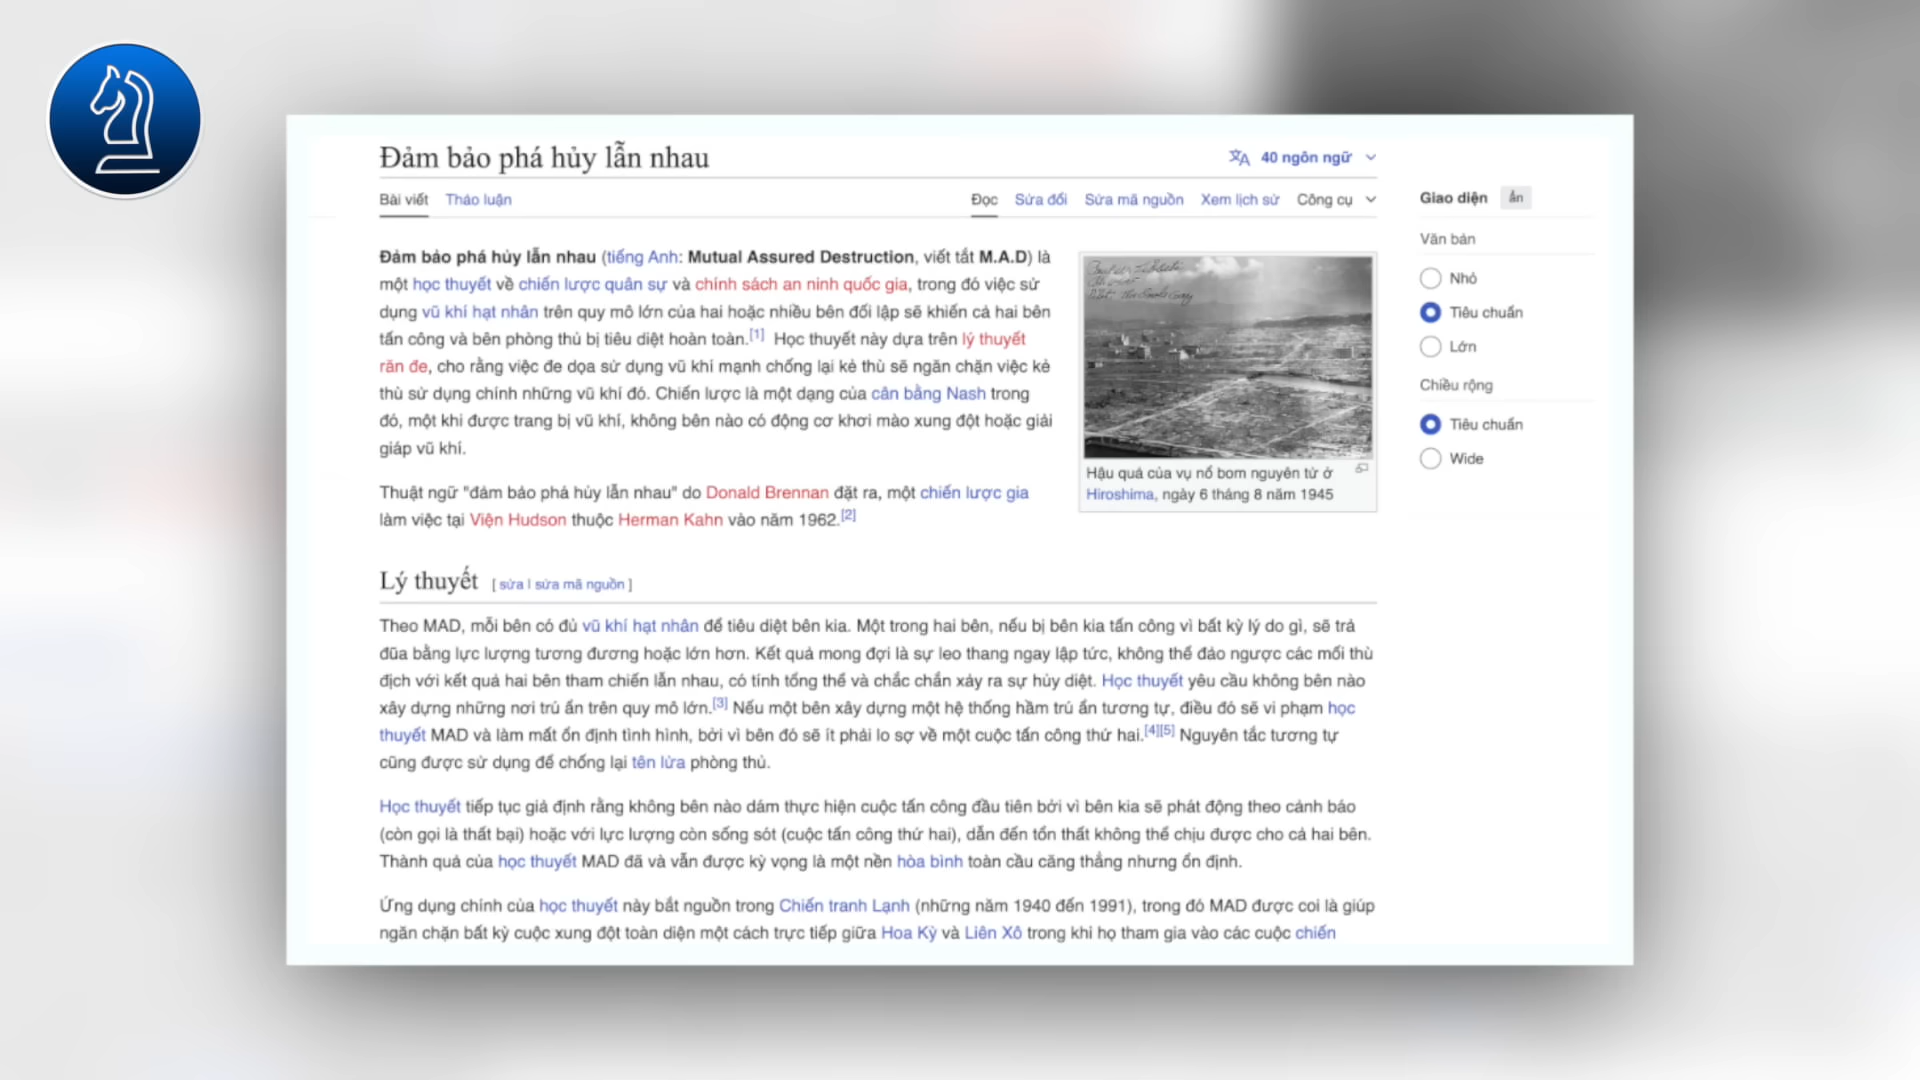 Đảm bảo phá hủy lẫn nhau
40 ngôn ngữ
Bài viết Thảo luận
Đọc Sửa đổi Sửa mã nguồn Xem lịch sử Công cụ
Đảm bảo phá hủy lẫn nhau (tiếng Anh: Mutual Assured Destruction, viết tắt M.A.D) là
một học thuyết về chiến lược quân sự và chính sách an ninh quốc gia, trong đó việc sử
dụng vũ khí hạt nhân trên quy mô lớn của hai hoặc nhiều bên đối lập sẽ khiến cả hai bên
tấn công và bên phòng thủ bị tiêu diệt hoàn toàn.[1] Học thuyết này dựa trên lý thuyết
răn đe, cho rằng việc đe dọa sử dụng vũ khí mạnh chống lại kẻ thù sẽ ngăn chặn việc kẻ
thù sử dụng chính những vũ khí đó. Chiến lược là một dạng của cân bằng Nash trong
đó, một khi được trang bị vũ khí, không bên nào có động cơ khơi mào xung đột hoặc giải
giáp vũ khí.
Thuật ngữ "đảm bảo phá hủy lẫn nhau" do Donald Brennan đặt ra, một chiến lược gia
làm việc tại Viện Hudson thuộc Herman Kahn vào năm 1962.[2]
Hậu quả của vụ nổ bom nguyên tử ở
Hiroshima, ngày 6 tháng 8 năm 1945
Lý thuyết [ sửa | sửa mã nguồn ]
Theo MAD, mỗi bên có đủ vũ khí hạt nhân để tiêu diệt bên kia. Một trong hai bên, nếu bị bên kia tấn công vì bất kỳ lý do gì, sẽ trả
đũa bằng lực lượng tương đương hoặc lớn hơn. Kết quả mong đợi là sự leo thang ngay lập tức, không thể đảo ngược các mối thù
địch với kết quả hai bên tham chiến lẫn nhau, có tính tổng thể và chắc chắn xảy ra sự hủy diệt. Học thuyết yêu cầu không bên nào
xây dựng những nơi trú ẩn trên quy mô lớn.[3] Nếu một bên xây dựng một hệ thống hầm trú ẩn tương tự, điều đó sẽ vi phạm học
thuyết MAD và làm mất ổn định tình hình, bởi vì bên đó sẽ ít phải lo sợ về một cuộc tấn công thứ hai.[4][5] Nguyên tắc tương tự
cũng được sử dụng để chống lại tên lửa phòng thủ.
Học thuyết tiếp tục giả định rằng không bên nào dám thực hiện cuộc tấn công đầu tiên bởi vì bên kia sẽ phát động theo cảnh báo
(còn gọi là thất bại) hoặc với lực lượng còn sống sót (cuộc tấn công thứ hai), dẫn đến tổn thất không thể chịu được cho cả hai bên.
Thành quả của học thuyết MAD đã và vẫn được kỳ vọng là một nền hòa bình toàn cầu căng thẳng nhưng ổn định.
Ứng dụng chính của học thuyết này bắt nguồn trong Chiến tranh Lạnh (những năm 1940 đến 1991), trong đó MAD được coi là giúp
ngăn chặn bất kỳ cuộc xung đột toàn diện một cách trực tiếp giữa Hoa Kỳ và Liên Xô trong khi họ tham gia vào các cuộc chiến
Giao diện ẩn
Văn bản
Nhỏ
Tiêu chuẩn
Lớn
Chiều rộng
Tiêu chuẩn
Wide